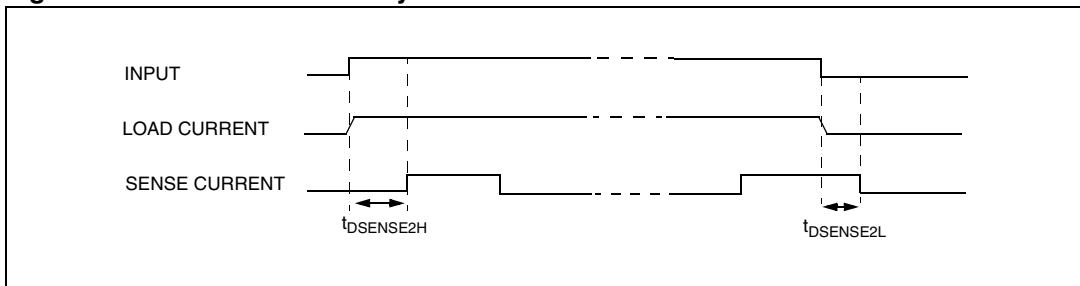 INPUT
LOAD CURRENT
SENSE CURRENT
tDSENSE2H
tDSENSE2L